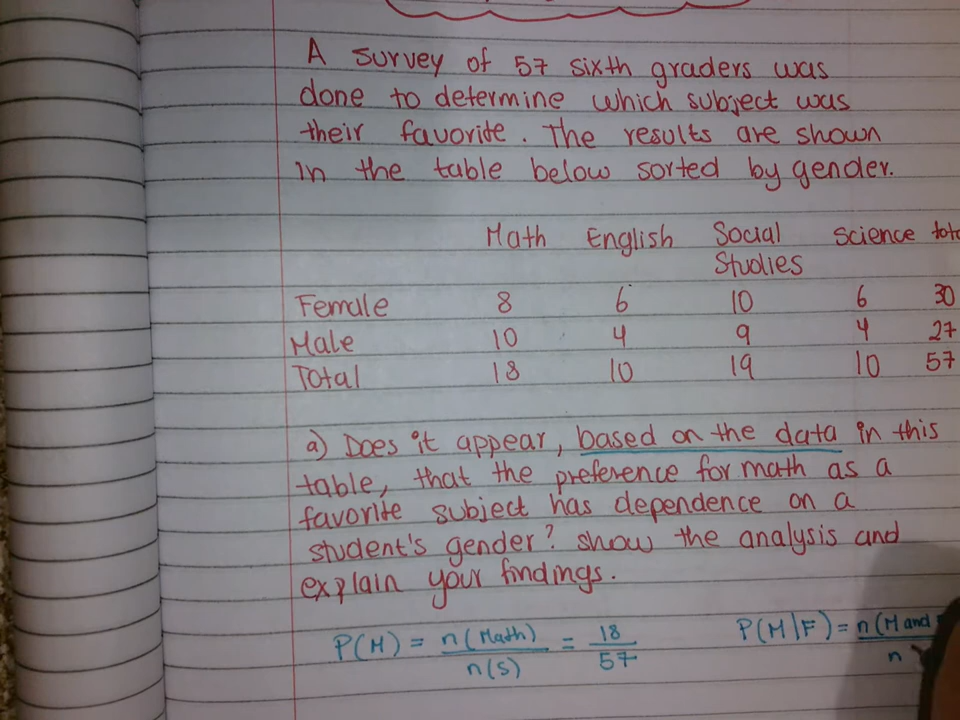 A survey of 57 sixth graders was
done to determine which subject was
their favorite. The results are shown
in the table below sorted by gender.
Math English Social Science
Studies
Female 8 6 10 6 30
Male 10 4 9 4 27
Total 18 10 19 10 57
a) Does it appear, based on the data in this
table, that the preference for math as a
favorite subject has dependence on a
student's gender? show the analysis and
explain your findings.
P(M) = n(Math) / n(S) = 18 / 57 P(M|F) = n(M and / n